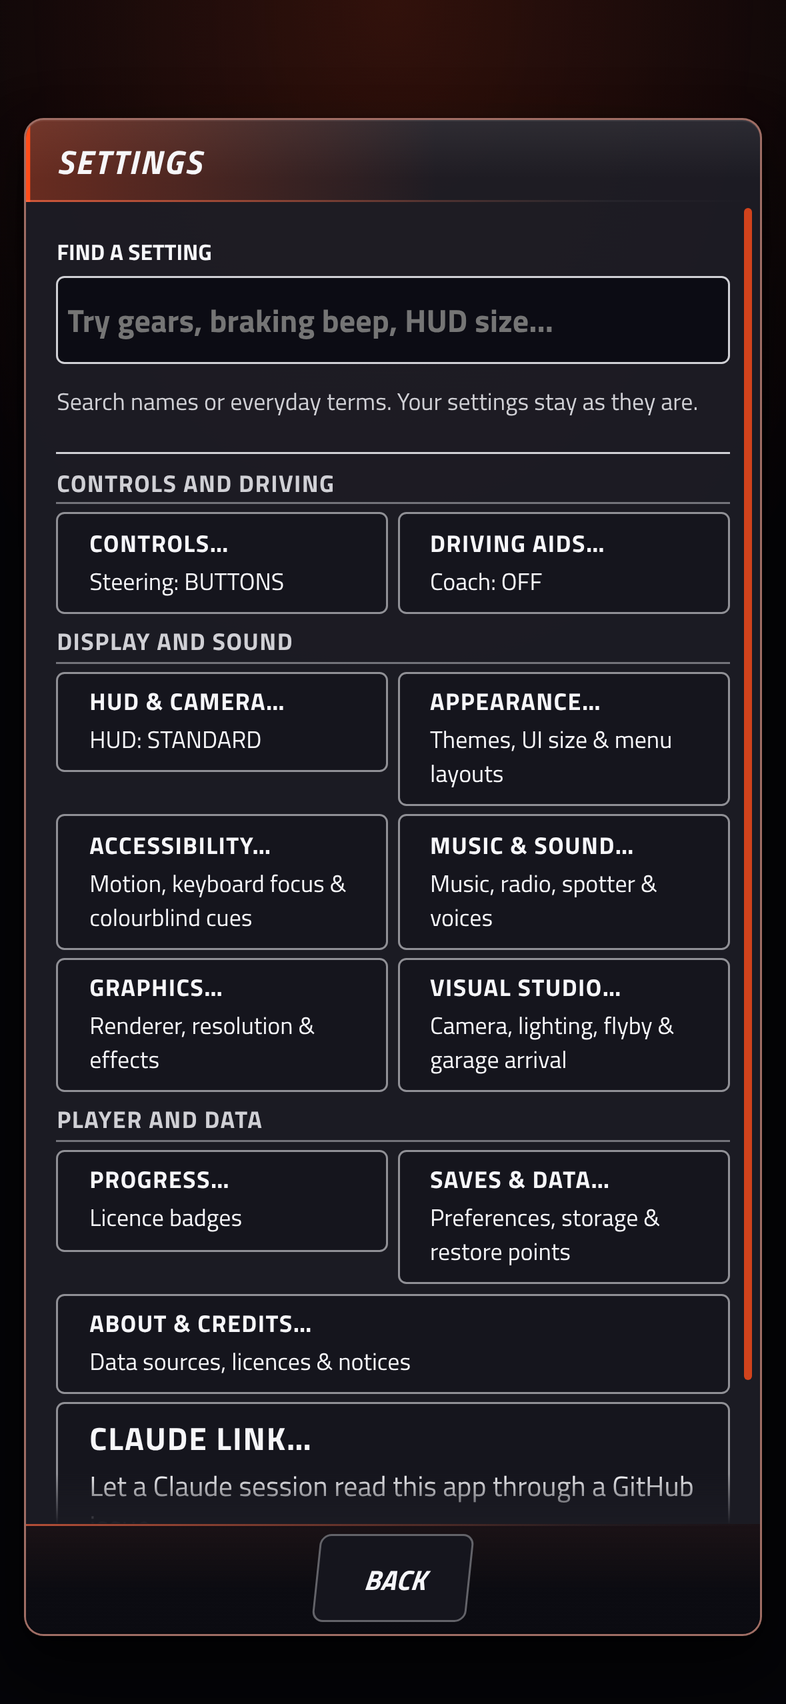 SETTINGS
FIND A SETTING
Try gears, braking beep, HUD size...
Search names or everyday terms. Your settings stay as they are.
CONTROLS AND DRIVING
CONTROLS...
Steering: BUTTONS
DRIVING AIDS...
Coach: OFF
DISPLAY AND SOUND
HUD & CAMERA...
HUD: STANDARD
APPEARANCE...
Themes, UI size & menu
layouts
ACCESSIBILITY...
Motion, keyboard focus &
colourblind cues
MUSIC & SOUND...
Music, radio, spotter &
voices
GRAPHICS...
Renderer, resolution &
effects
VISUAL STUDIO...
Camera, lighting, flyby &
garage arrival
PLAYER AND DATA
PROGRESS...
Licence badges
SAVES & DATA...
Preferences, storage &
restore points
ABOUT & CREDITS...
Data sources, licences & notices
CLAUDE LINK...
Let a Claude session read this app through a GitHub
BACK